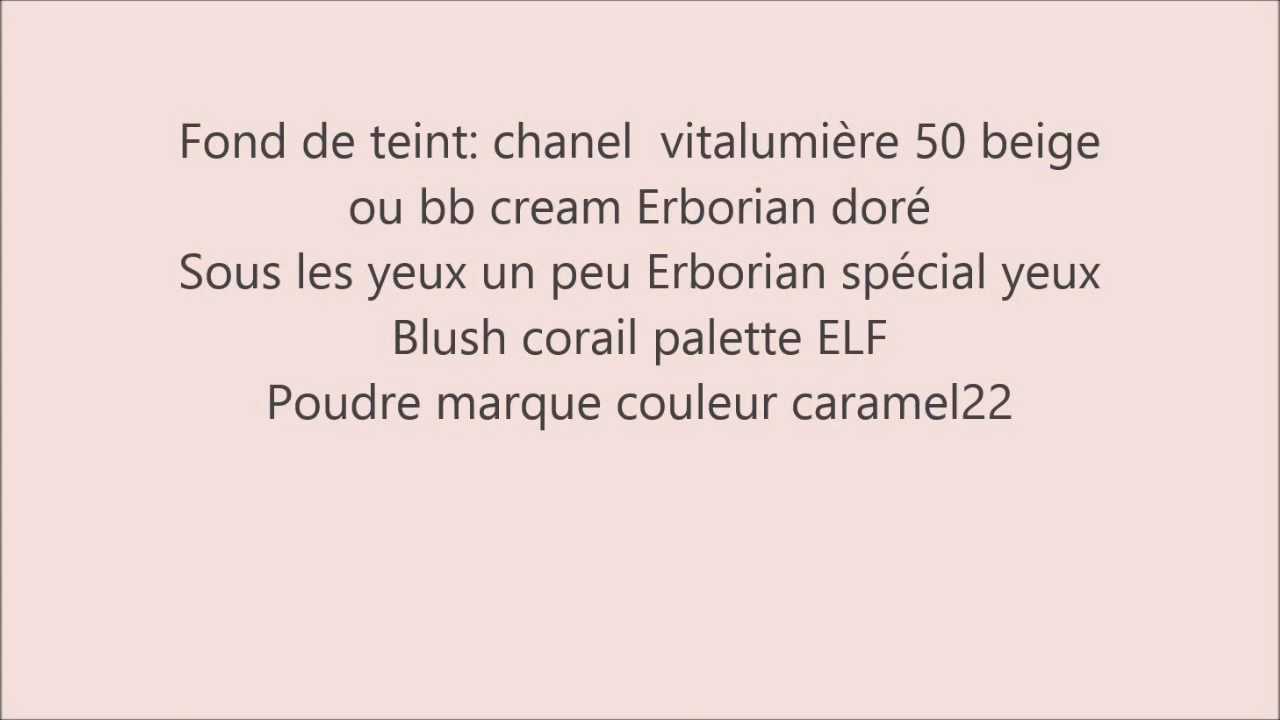 Fond de teint: chanel  vitalumière 50 beige
ou bb cream Erborian doré
Sous les yeux un peu Erborian spécial yeux
Blush corail palette ELF
Poudre marque couleur caramel22